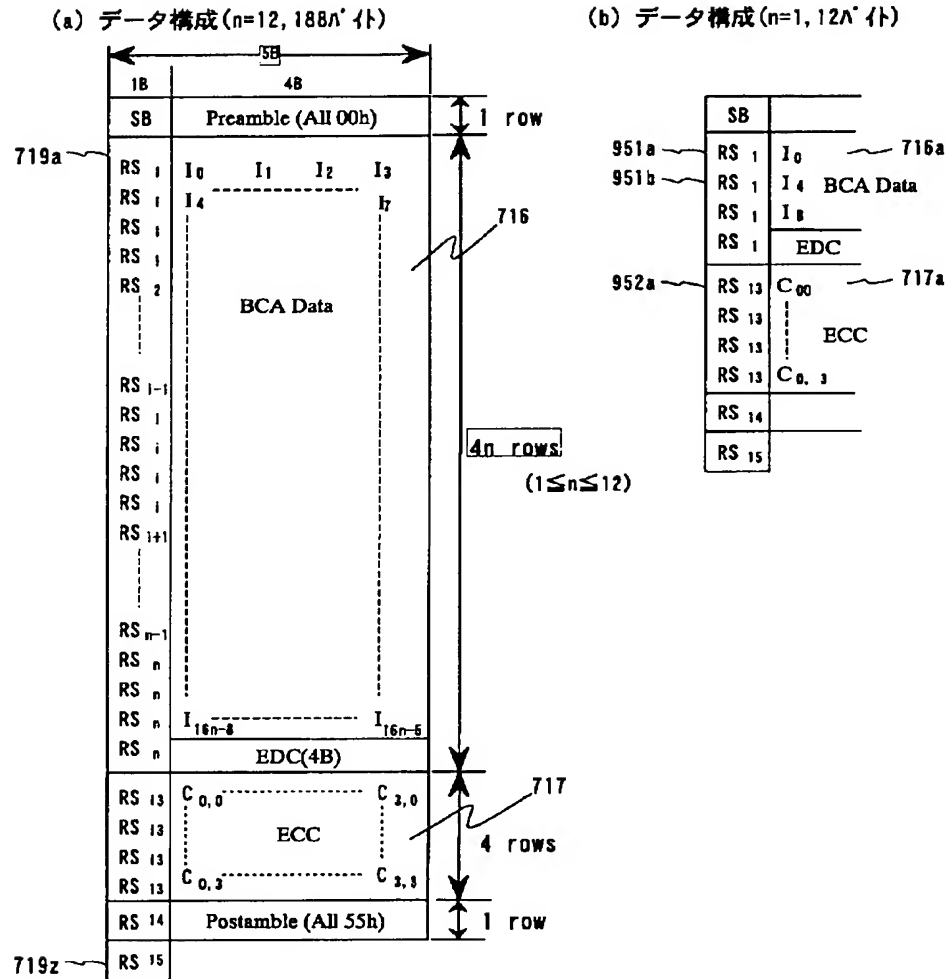 (a) データ構成(n=12, 188バイト)
5B
1B 4B
SB Preamble (All 00h)
1 row
719a
RS 1 I0 I1 I2 I3
RS 1 I4 I7
RS 1
RS 1
RS 2
716
BCA Data
RS i-1
RS i
RS i
RS i
RS i
RS i+1
4n rows
(1≦n≦12)
RS n-1
RS n
RS n
RS n I16n-8 I16n-5
RS n EDC(4B)
RS 13 C0,0 C3,0
717
RS 13
RS 13 ECC
4 rows
RS 13 C0,3 C3,3
RS 14 Postamble (All 55h)
1 row
719z
RS 15
(b) データ構成(n=1, 12バイト)
SB
951a RS 1 I0 716a
951b RS 1 I4 BCA Data
RS 1 I8
RS 1 EDC
952a RS 13 C00 717a
RS 13
RS 13 ECC
RS 13 C0,3
RS 14
RS 15